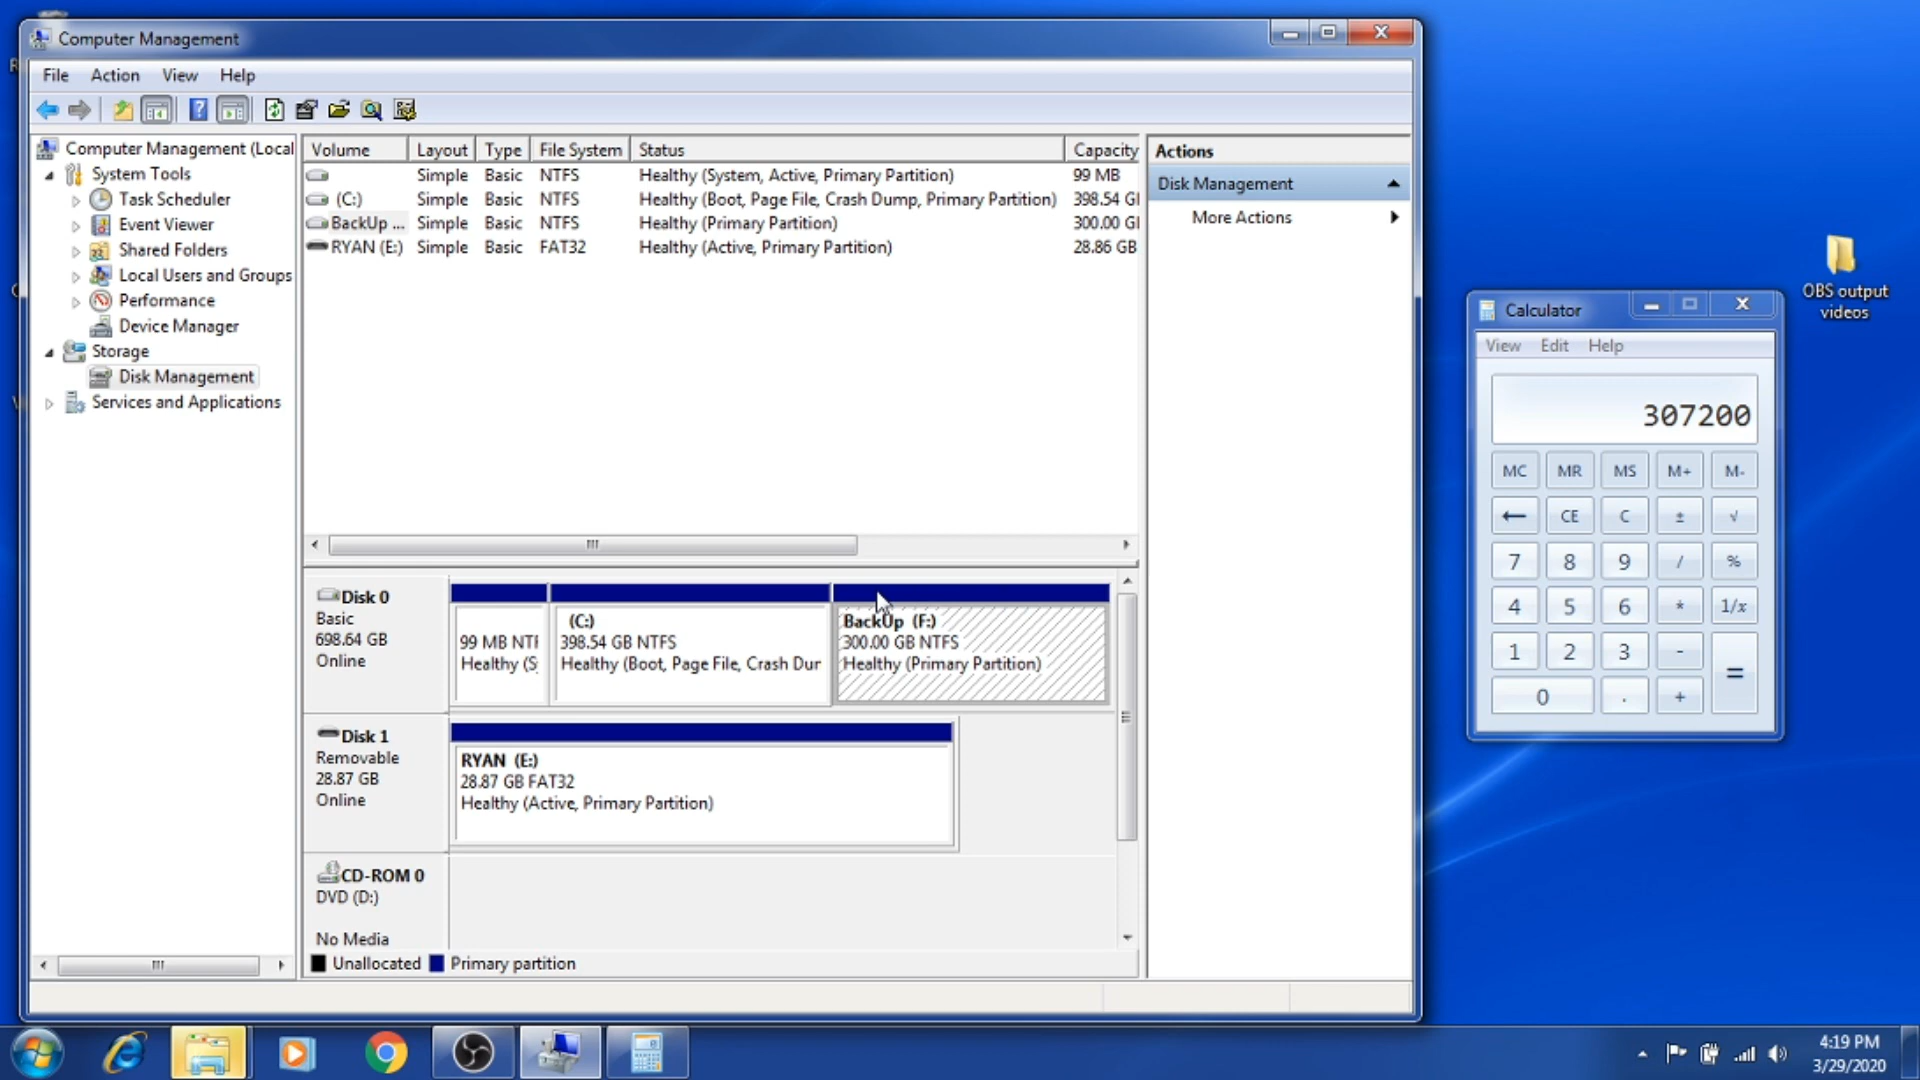 Computer Management
File Action View Help
Computer Management (Local
System Tools
Task Scheduler
Event Viewer
Shared Folders
Local Users and Groups
Performance
Device Manager
Storage
Disk Management
Services and Applications
Volume Layout Type File System Status Capacity
Simple Basic NTFS Healthy (System, Active, Primary Partition) 99 MB
(C:) Simple Basic NTFS Healthy (Boot, Page File, Crash Dump, Primary Partition) 398.54 G
BackUp ... Simple Basic NTFS Healthy (Primary Partition) 300.00 G
RYAN (E:) Simple Basic FAT32 Healthy (Active, Primary Partition) 28.86 GB
Disk 0
Basic
698.64 GB
Online
99 MB NT
Healthy (S
(C:)
398.54 GB NTFS
Healthy (Boot, Page File, Crash Dur
BackUp (F:)
300.00 GB NTFS
Healthy (Primary Partition)
Disk 1
Removable
28.87 GB
Online
RYAN (E:)
28.87 GB FAT32
Healthy (Active, Primary Partition)
CD-ROM 0
DVD (D:)
No Media
Unallocated Primary partition
Actions
Disk Management
More Actions
Calculator
View Edit Help
307200
MC MR MS M+ M-
← CE C ± √
7 8 9 / %
4 5 6 * 1/x
1 2 3 - =
0 . +
OBS output
videos
4:19 PM
3/29/2020